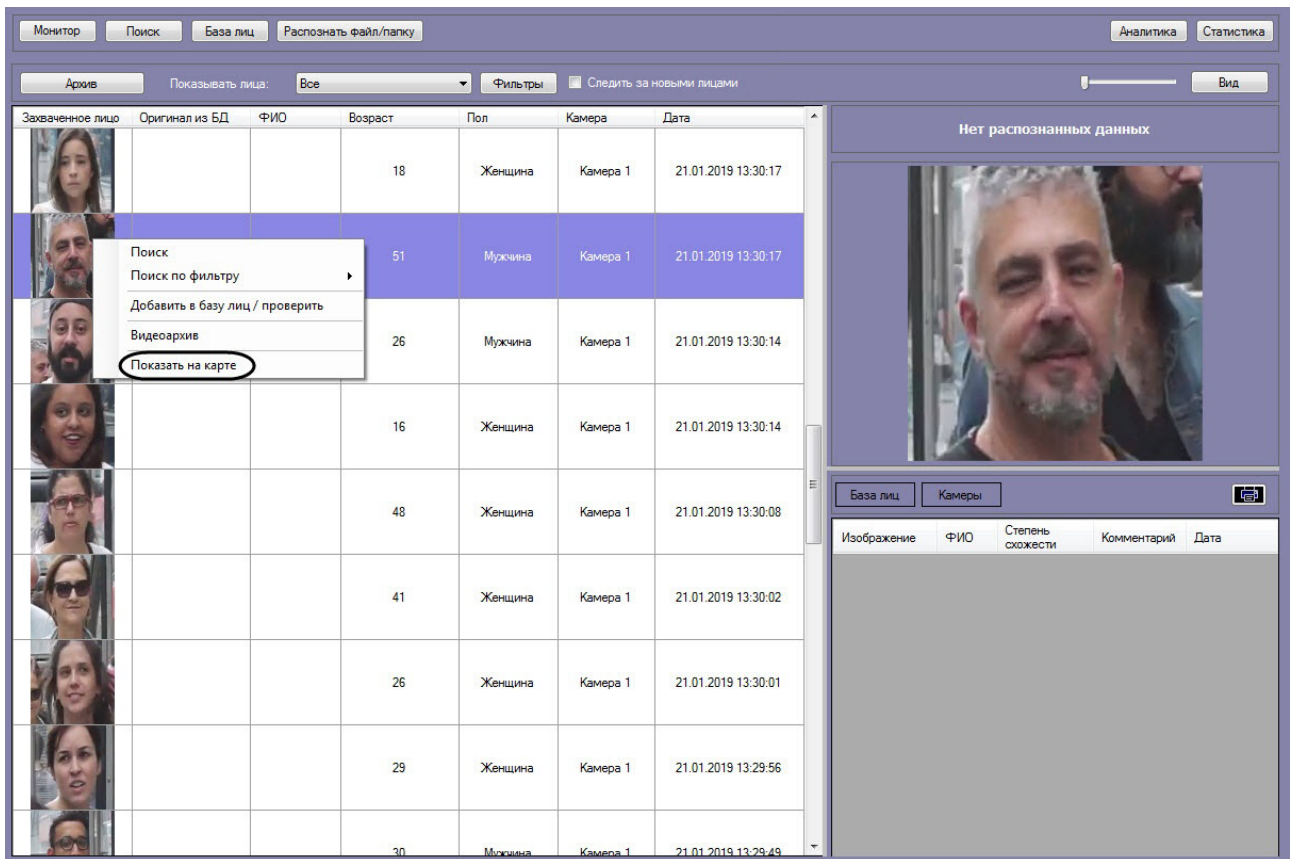 Монитор Поиск База лиц Распознать файл/папку Аналитика Статистика
Архив Показывать лица: Все Фильтры Следить за новыми лицами Вид
Захваченное лицо Оригинал из БД ФИО Возраст Пол Камера Дата
18 Женщина Камера 1 21.01.2019 13:30:17
51 Мужчина Камера 1 21.01.2019 13:30:17
Поиск
Поиск по фильтру
Добавить в базу лиц / проверить
Видеоархив
Показать на карте
26 Мужчина Камера 1 21.01.2019 13:30:14
16 Женщина Камера 1 21.01.2019 13:30:14
48 Женщина Камера 1 21.01.2019 13:30:08
41 Женщина Камера 1 21.01.2019 13:30:02
26 Женщина Камера 1 21.01.2019 13:30:01
29 Женщина Камера 1 21.01.2019 13:29:56
30 Мужчина Камера 1 21.01.2019 13:29:49
Нет распознанных данных
База лиц Камеры
Изображение ФИО Степень схожести Комментарий Дата